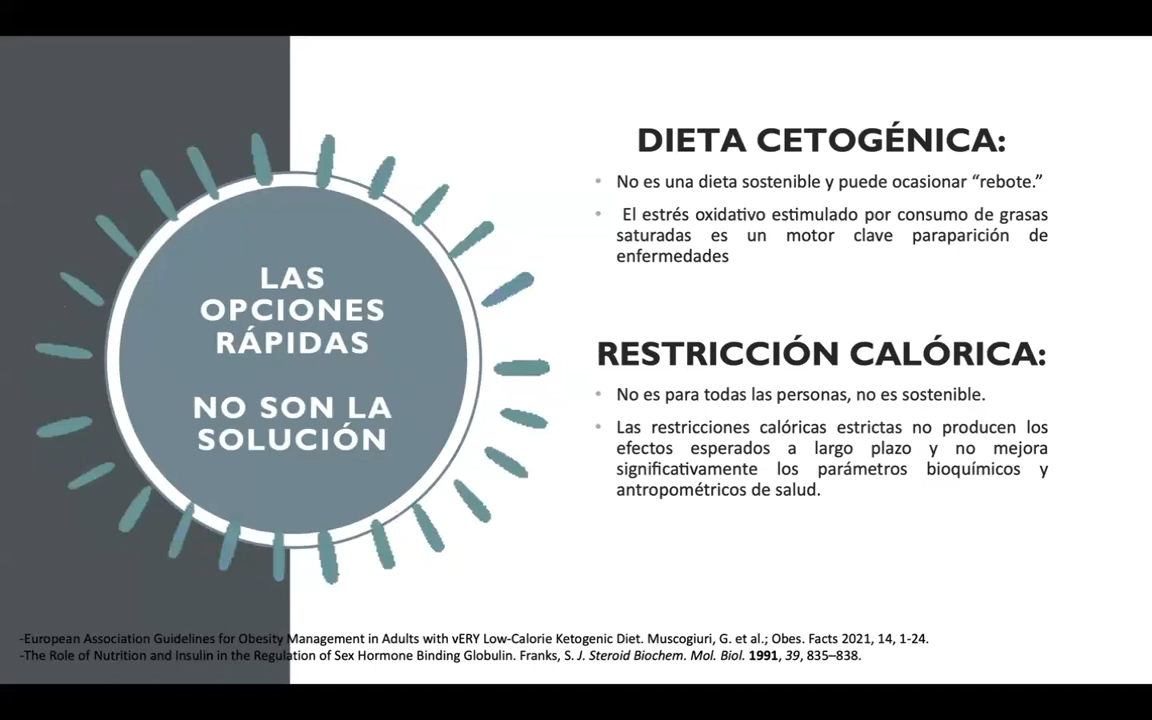 LAS
OPCIONES
RÁPIDAS
NO SON LA
SOLUCIÓN
DIETA CETOGÉNICA:
• No es una dieta sostenible y puede ocasionar “rebote.”
• El estrés oxidativo estimulado por consumo de grasas
saturadas es un motor clave paraparición de
enfermedades
RESTRICCIÓN CALÓRICA:
• No es para todas las personas, no es sostenible.
• Las restricciones calóricas estrictas no producen los
efectos esperados a largo plazo y no mejora
significativamente los parámetros bioquímicos y
antropométricos de salud.
-European Association Guidelines for Obesity Management in Adults with vERY Low-Calorie Ketogenic Diet. Muscogiuri, G. et al.; Obes. Facts 2021, 14, 1-24.
-The Role of Nutrition and Insulin in the Regulation of Sex Hormone Binding Globulin. Franks, S. J. Steroid Biochem. Mol. Biol. 1991, 39, 835–838.